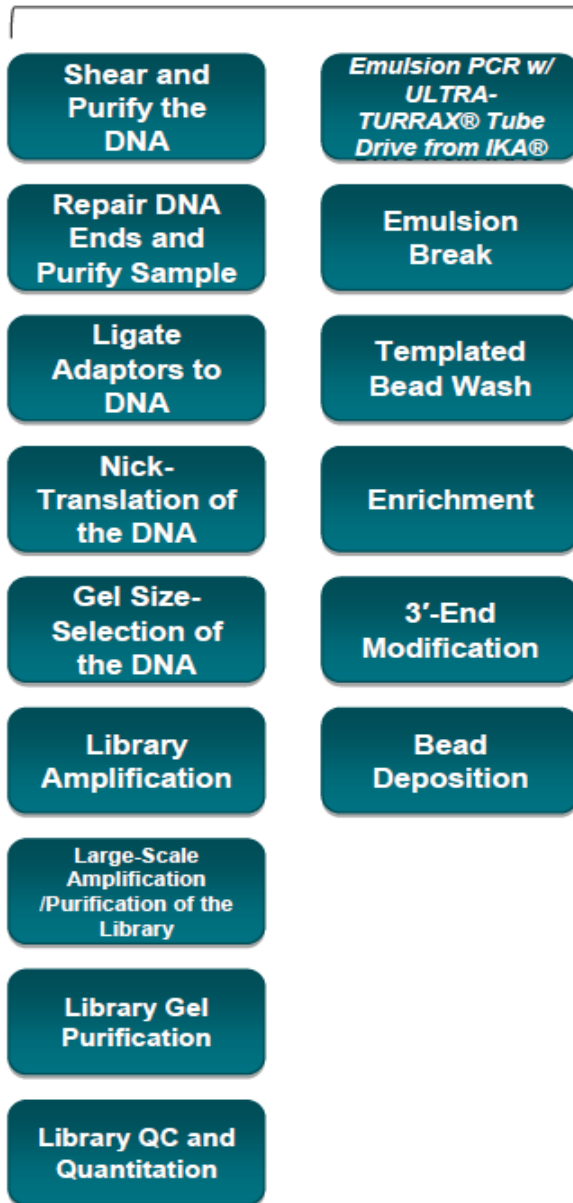 Shear and
Purify the
DNA
Repair DNA
Ends and
Purify Sample
Ligate
Adaptors to
DNA
Nick-
Translation of
the DNA
Gel Size-
Selection of
the DNA
Library
Amplification
Large-Scale
Amplification
/Purification of the
Library
Library Gel
Purification
Library QC and
Quantitation
Emulsion PCR w/
ULTRA-
TURRAX® Tube
Drive from IKA®
Emulsion
Break
Templated
Bead Wash
Enrichment
3′-End
Modification
Bead
Deposition